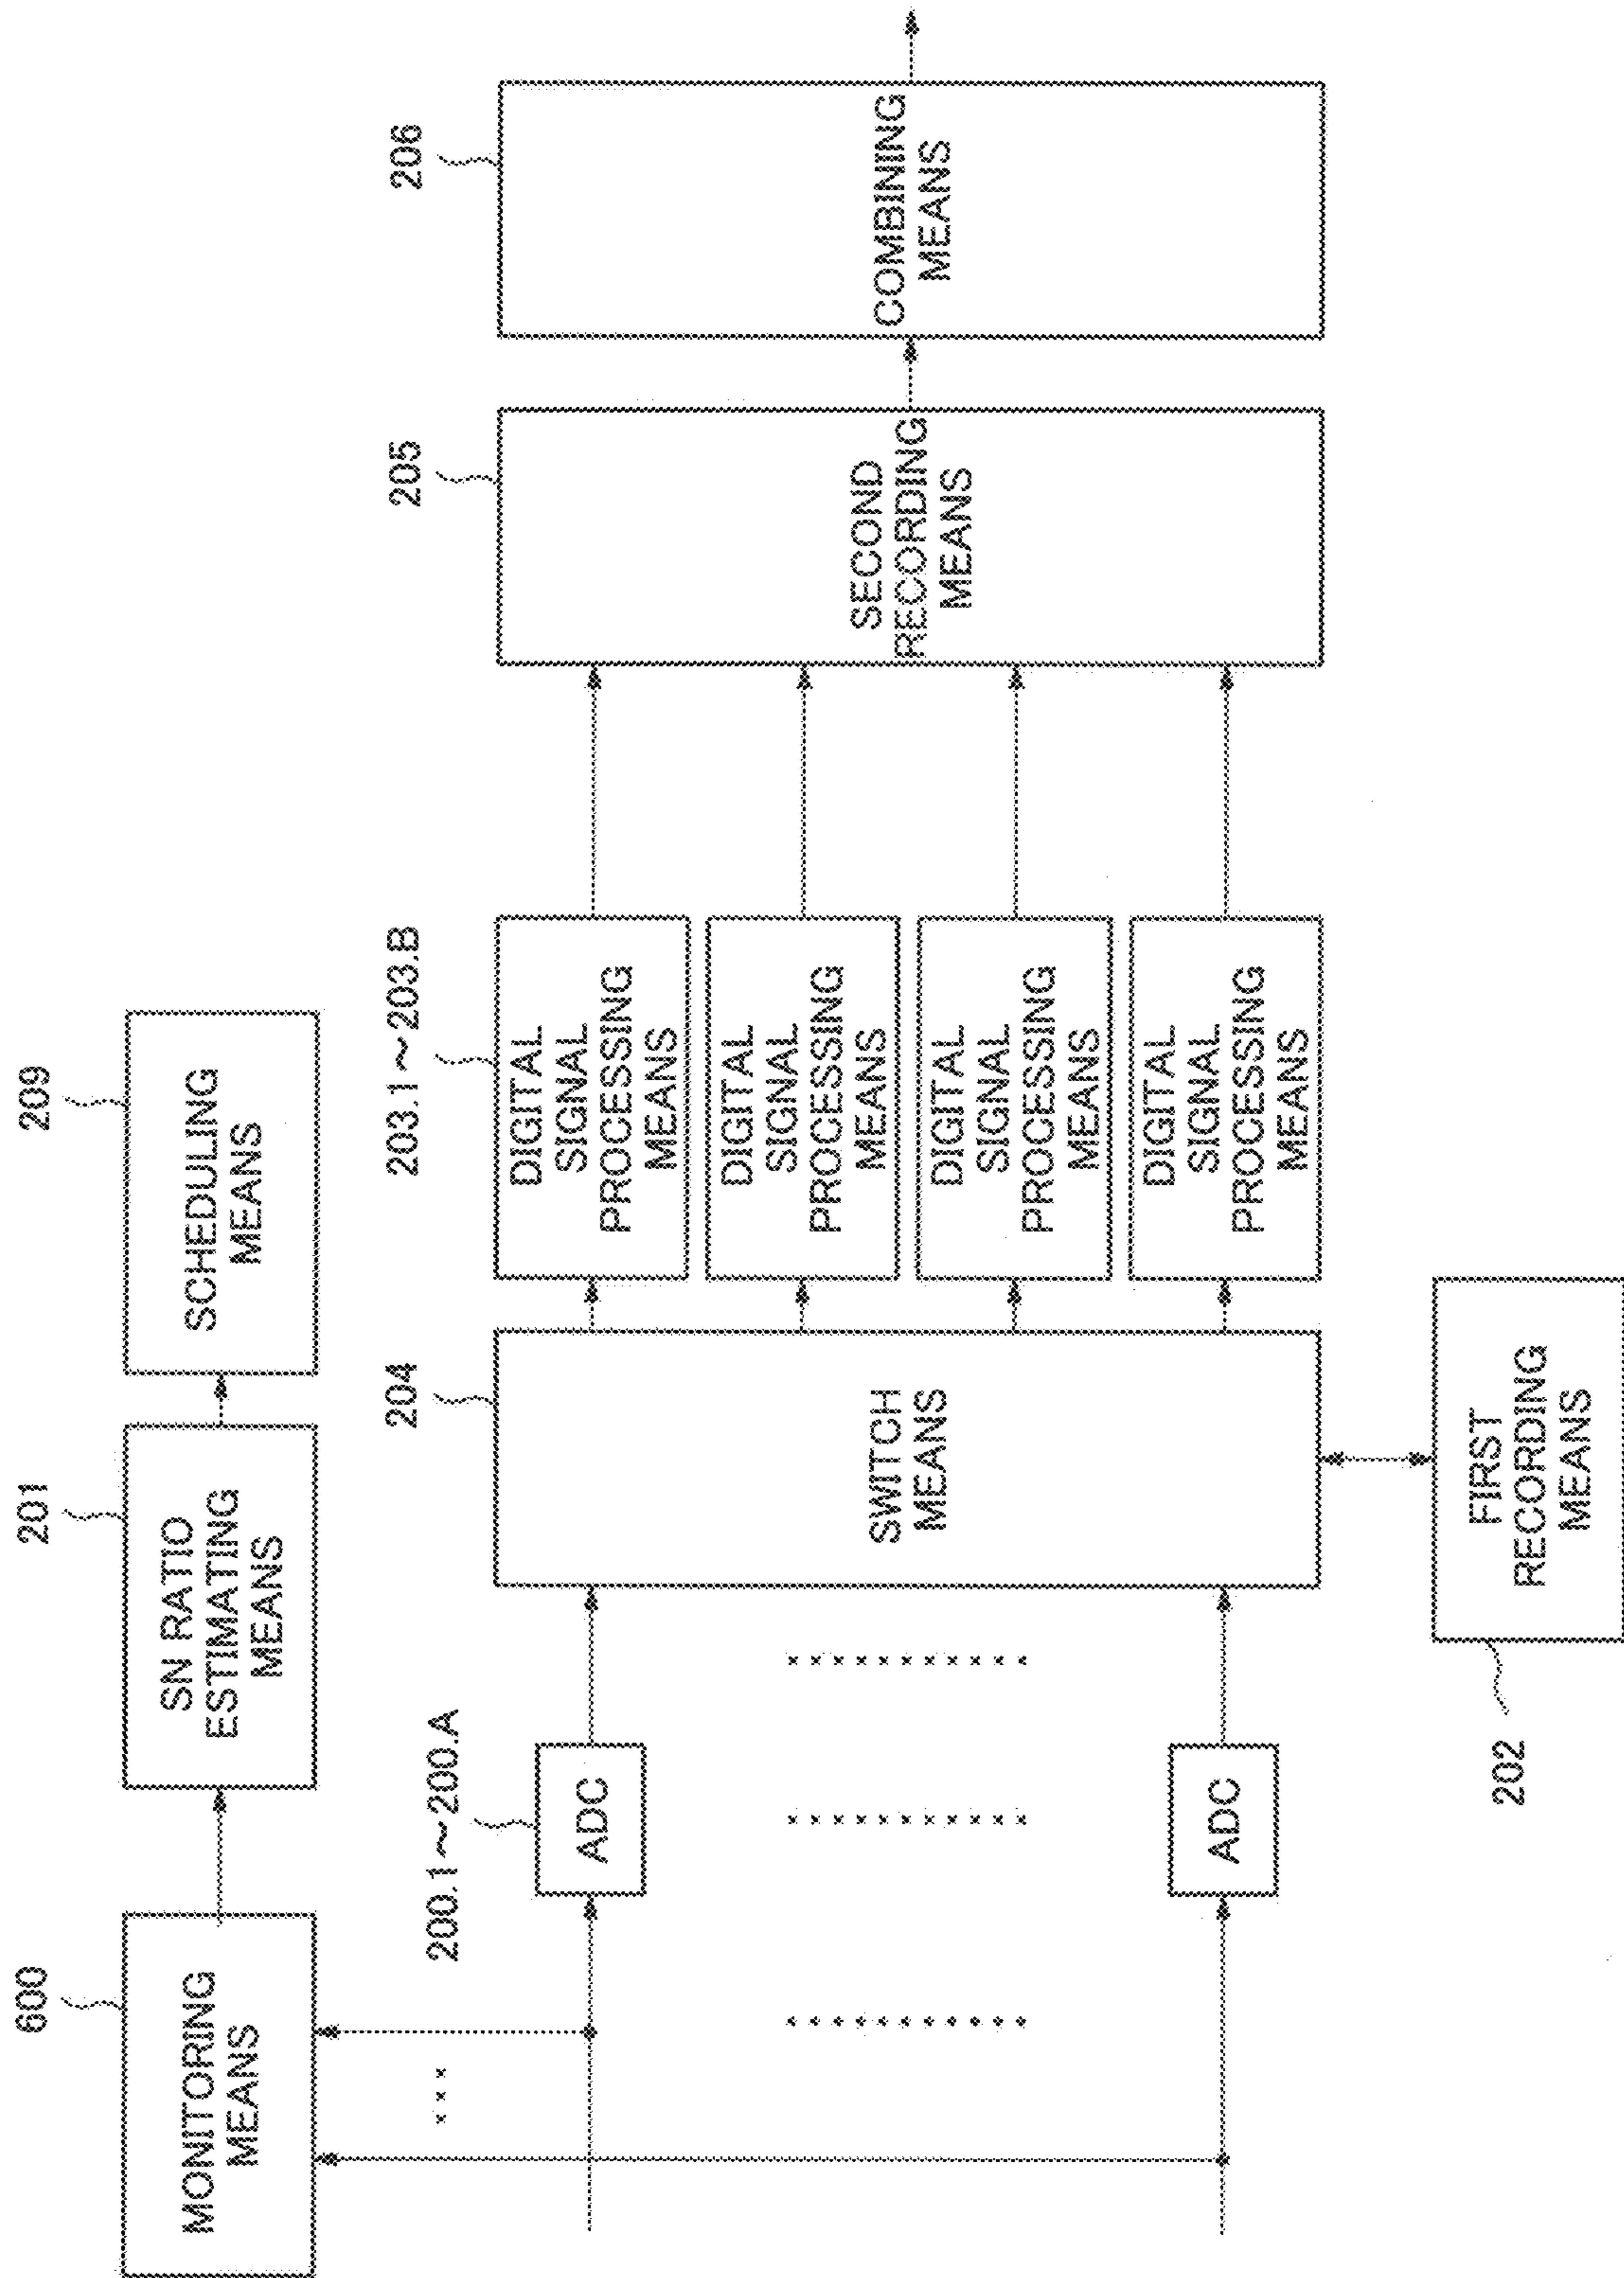 600
MONITORING
MEANS
201
SN RATIO
ESTIMATING
MEANS
209
SCHEDULING
MEANS
200.1～200.A
ADC
ADC
204
SWITCH
MEANS
202
FIRST
RECORDING
MEANS
203.1～203.B
DIGITAL
SIGNAL
PROCESSING
MEANS
DIGITAL
SIGNAL
PROCESSING
MEANS
DIGITAL
SIGNAL
PROCESSING
MEANS
DIGITAL
SIGNAL
PROCESSING
MEANS
205
SECOND
RECORDING
MEANS
206
COMBINING
MEANS